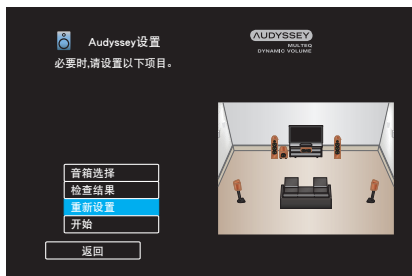 Audyssey设置
必要时,请设置以下项目。
AUDYSSEY
MULTEQ
DYNAMIC VOLUME
音箱选择
检查结果
重新设置
开始
返回